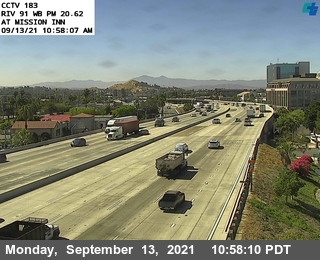 CCTV 183
RIV 91 WB PM 20.62
AT MISSION INN
09/13/21 10:58:07 AM
Monday, September 13, 2021 10:58:10 PDT